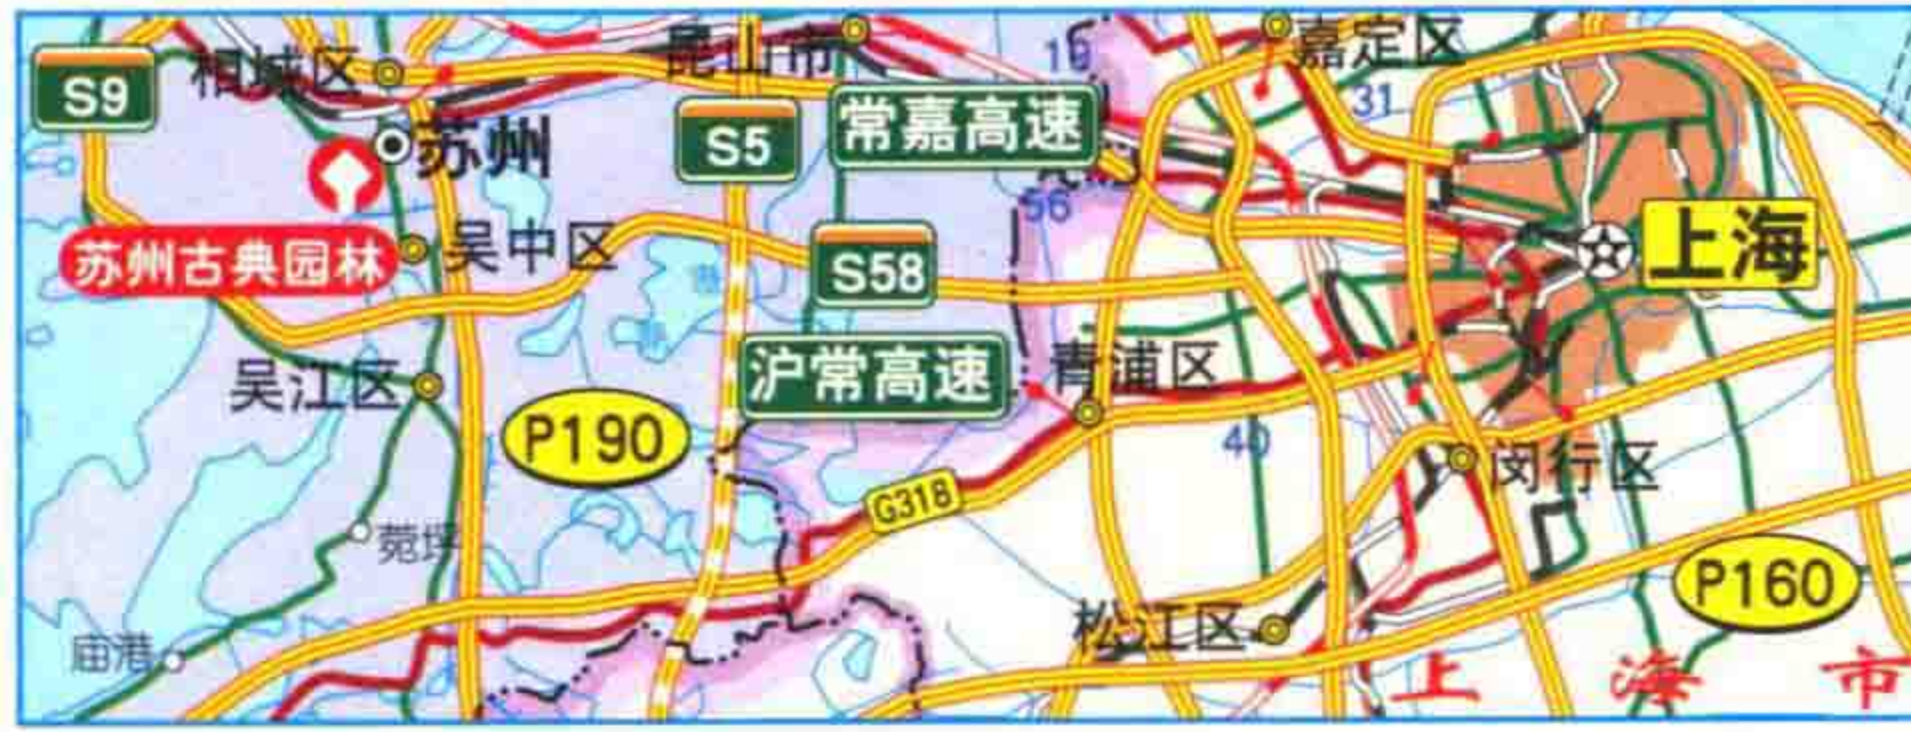 嘉定区
昆山市
19
相城区
S9
31
常嘉高速
苏州
S5
56
上海
吴中区
苏州古典园林
S58
沪常高速
青浦区
吴江区
P190
40
闵行区
G318
菀坪
P160
松江区
庙港
上海市